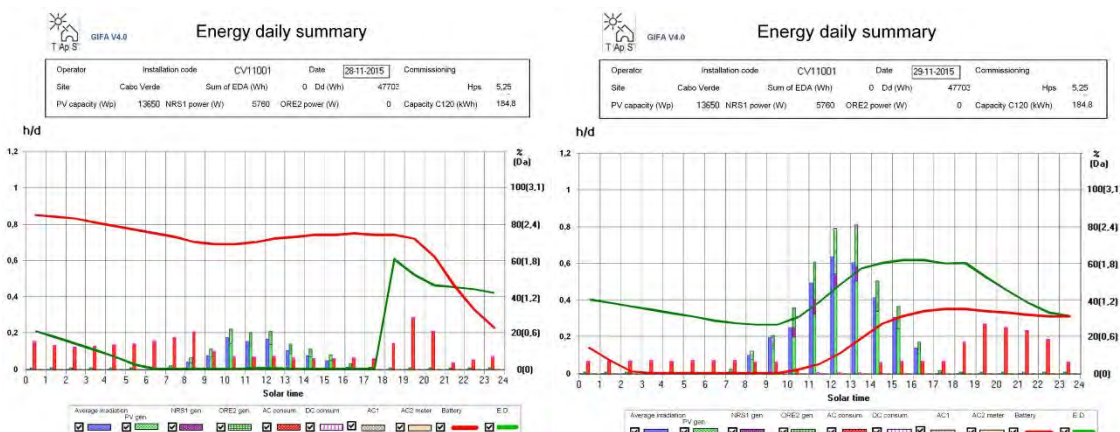 T Ap S
GIFA V4.0
Energy daily summary
Operator Installation code CV11001 Date 28-11-2015 Commissioning
Site Cabo Verde Sum of EDA (Wh) 0 Dd (Wh) 47703 Hps 5,25
PV capacity (Wp) 13650 NRS1 power (W) 5760 ORE2 power (W) 0 Capacity C120 (kWh) 184,8
h/d
%
(Da)
1,2
1 100(3,1)
0,8 80(2,4)
0,6 60(1,8)
0,4 40(1,2)
0,2 20(0,6)
0 0(0)
0 1 2 3 4 5 6 7 8 9 10 11 12 13 14 15 16 17 18 19 20 21 22 23 24
Solar time
Average irradiation PV gen. NRS1 gen. ORE2 gen. AC consum. DC consum. AC1 AC2 meter Battery E.D.
T Ap S
GIFA V4.0
Energy daily summary
Operator Installation code CV11001 Date 29-11-2015 Commissioning
Site Cabo Verde Sum of EDA (Wh) 0 Dd (Wh) 47703 Hps 5,25
PV capacity (Wp) 13650 NRS1 power (W) 5760 ORE2 power (W) 0 Capacity C120 (kWh) 184,8
h/d
%
(Da)
1,2
1 100(3,1)
0,8 80(2,4)
0,6 60(1,8)
0,4 40(1,2)
0,2 20(0,6)
0 0(0)
0 1 2 3 4 5 6 7 8 9 10 11 12 13 14 15 16 17 18 19 20 21 22 23 24
Solar time
Average irradiation PV gen. NRS1 gen. ORE2 gen. AC consum. DC consum. AC1 AC2 meter Battery E.D.